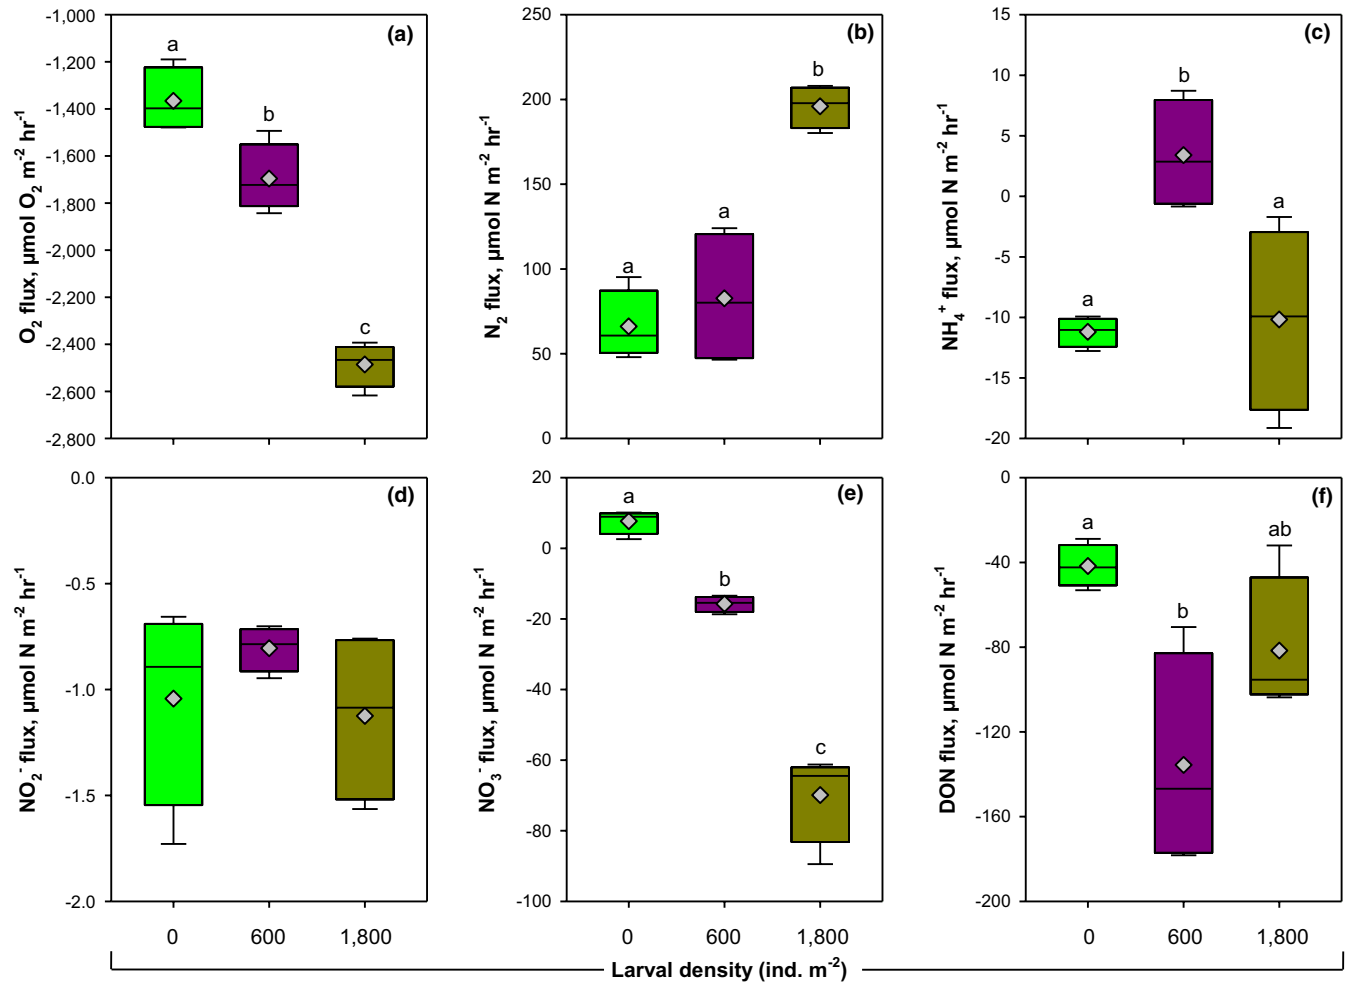 O₂ flux, µmol O₂ m⁻² hr⁻¹
-1,000
-1,200
-1,400
-1,600
-1,800
-2,000
-2,200
-2,400
-2,600
-2,800
(a)
a
b
c
N₂ flux, µmol N m⁻² hr⁻¹
250
200
150
100
50
0
(b)
a
a
b
NH₄⁺ flux, µmol N m⁻² hr⁻¹
15
10
5
0
-5
-10
-15
-20
(c)
a
b
a
NO₂⁻ flux, µmol N m⁻² hr⁻¹
0.0
-0.5
-1.0
-1.5
-2.0
(d)
0 600 1,800
NO₃⁻ flux, µmol N m⁻² hr⁻¹
20
0
-20
-40
-60
-80
-100
(e)
a
b
c
0 600 1,800
DON flux, µmol N m⁻² hr⁻¹
0
-40
-80
-120
-160
-200
(f)
a
b
ab
0 600 1,800
Larval density (ind. m⁻²)